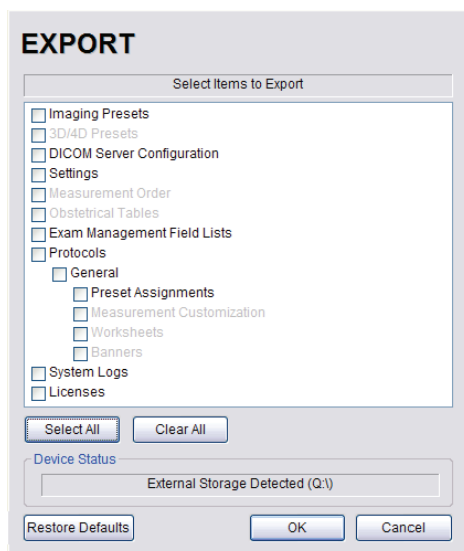 EXPORT
Select Items to Export
Imaging Presets
3D/4D Presets
DICOM Server Configuration
Settings
Measurement Order
Obstetrical Tables
Exam Management Field Lists
Protocols
General
Preset Assignments
Measurement Customization
Worksheets
Banners
System Logs
Licenses
Select All Clear All
Device Status
External Storage Detected (Q:\)
Restore Defaults OK Cancel